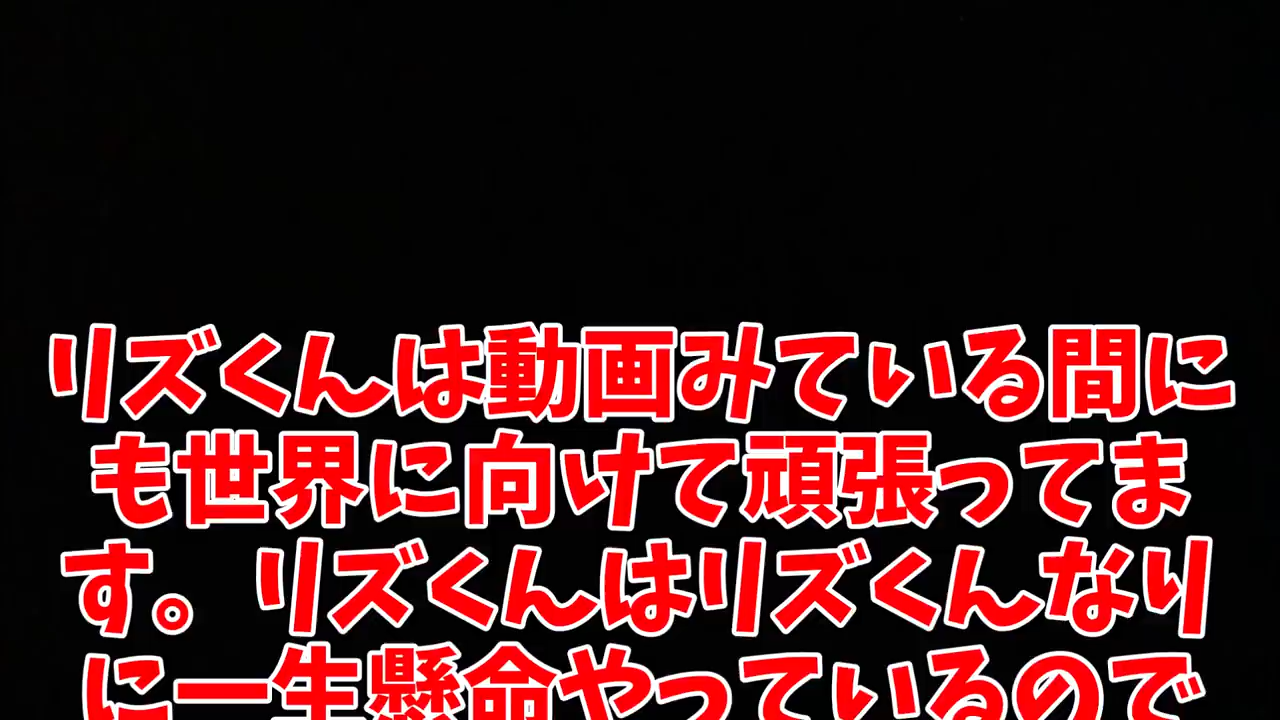 リズくんは動画みている間に
も世界に向けて頑張ってま
す。リズくんはリズくんなり
に一生懸命やっているので